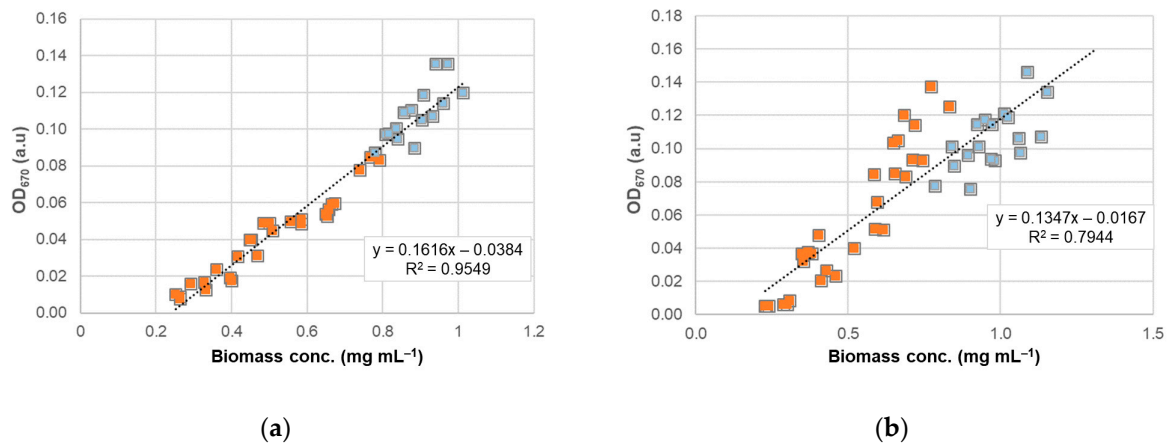 0.16
0.14
0.12
0.10
0.08
0.06
0.04
0.02
0.00
OD₆₇₀ (a.u)
y = 0.1616x – 0.0384
R² = 0.9549
0 0.2 0.4 0.6 0.8 1 1.2
Biomass conc. (mg mL⁻¹)
(a)
0.18
0.16
0.14
0.12
0.10
0.08
0.06
0.04
0.02
0.00
OD₆₇₀ (a.u)
y = 0.1347x – 0.0167
R² = 0.7944
0.0 0.5 1.0 1.5
Biomass conc. (mg mL⁻¹)
(b)